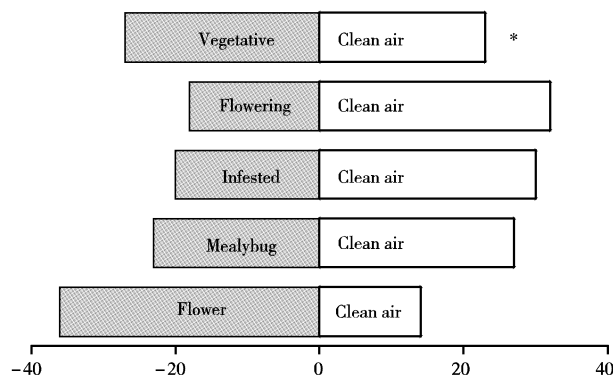 Vegetative Clean air *
Flowering Clean air
Infested Clean air
Mealybug Clean air
Flower Clean air
−40 −20 0 20 40